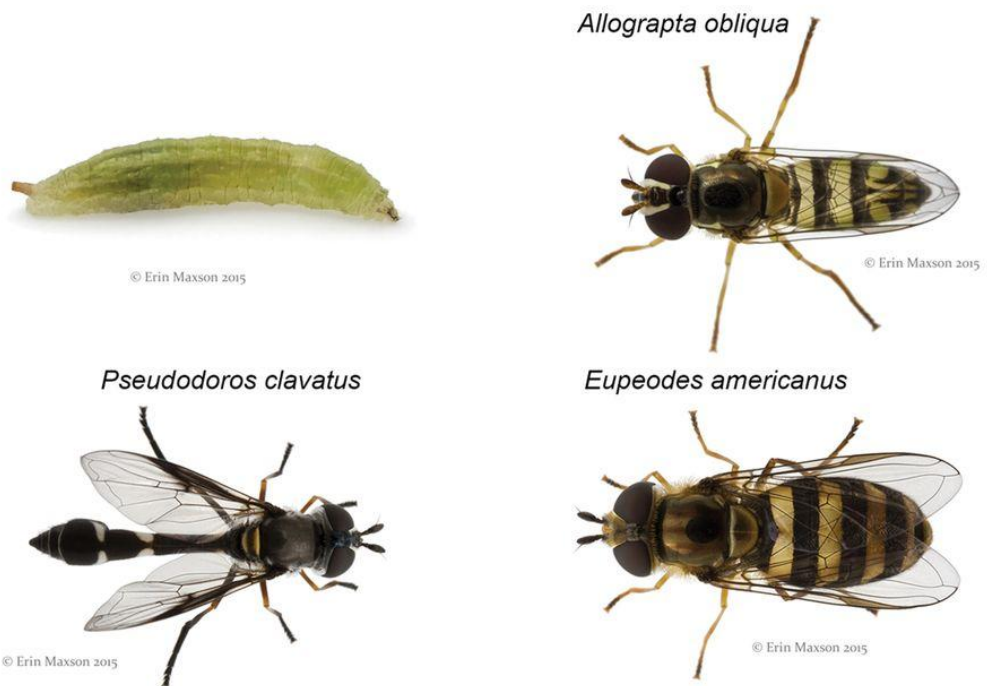 Allograpta obliqua
© Erin Maxson 2015
© Erin Maxson 2015
Pseudodoros clavatus
Eupeodes americanus
© Erin Maxson 2015
© Erin Maxson 2015